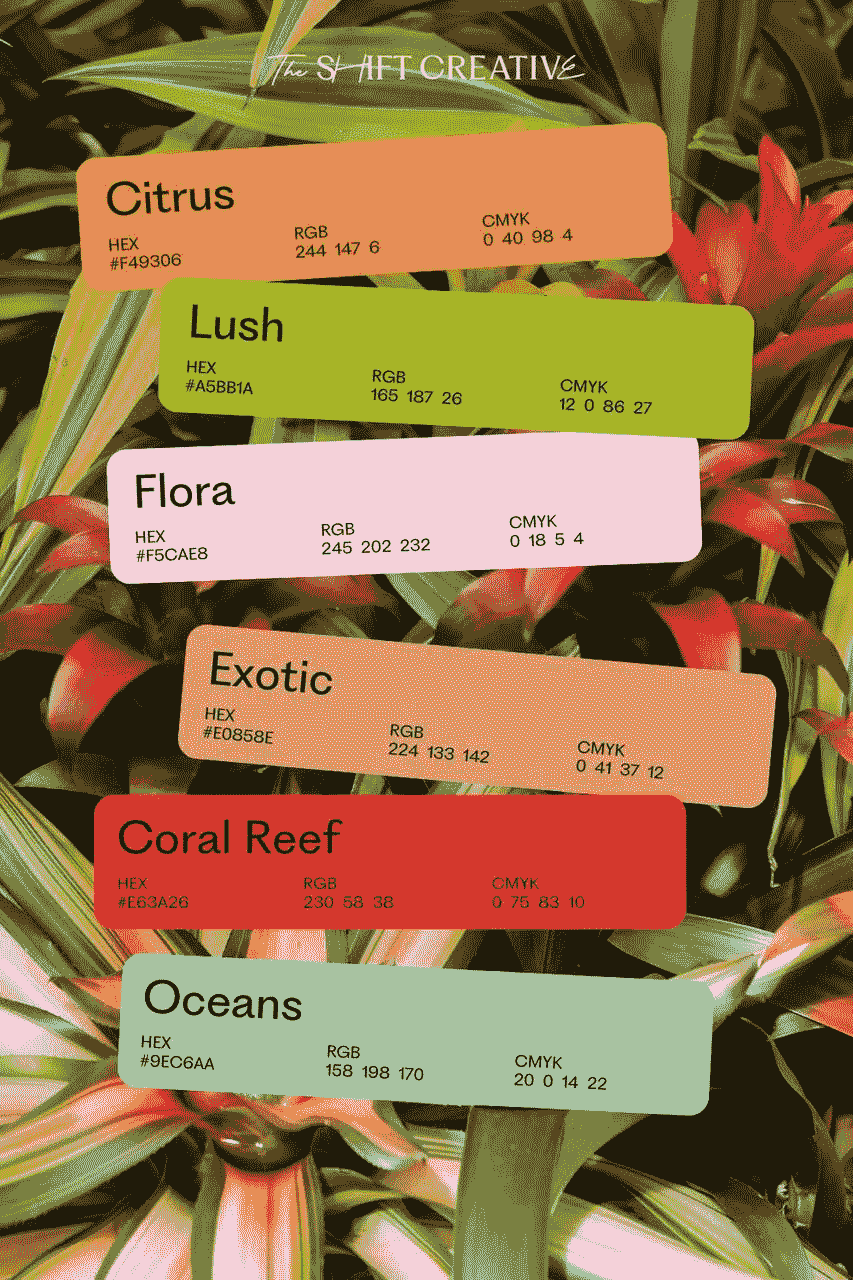 The SHIFT CREATIVE
Citrus
HEX RGB CMYK
#F49306 244 147 6 0 40 98 4
Lush
HEX RGB CMYK
#A5BB1A 165 187 26 12 0 86 27
Flora
HEX RGB CMYK
#F5CAE8 245 202 232 0 18 5 4
Exotic
HEX RGB CMYK
#E0858E 224 133 142 0 41 37 12
Coral Reef
HEX RGB CMYK
#E63A26 230 58 38 0 75 83 10
Oceans
HEX RGB CMYK
#9EC6AA 158 198 170 20 0 14 22